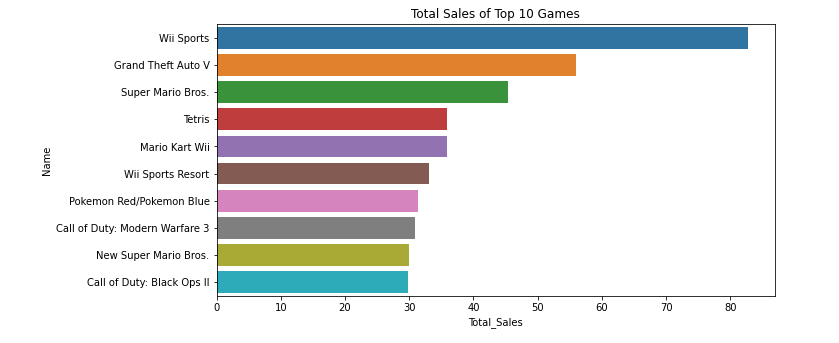 Total Sales of Top 10 Games
Wii Sports
Grand Theft Auto V
Super Mario Bros.
Tetris
Mario Kart Wii
Wii Sports Resort
Pokemon Red/Pokemon Blue
Call of Duty: Modern Warfare 3
New Super Mario Bros.
Call of Duty: Black Ops II
Name
0 10 20 30 40 50 60 70 80
Total_Sales